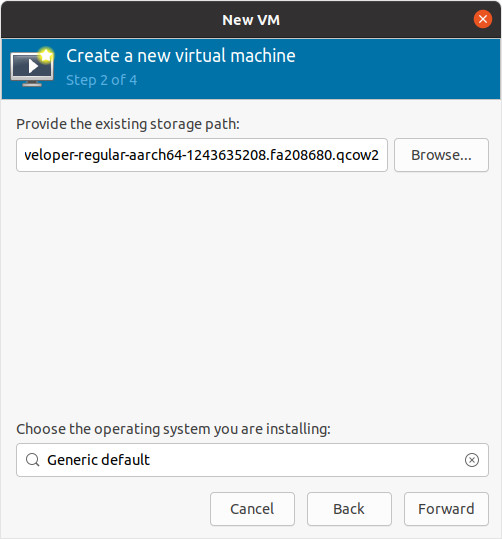 New VM
Create a new virtual machine
Step 2 of 4
Provide the existing storage path:
veloper-regular-aarch64-1243635208.fa208680.qcow2
Browse...
Choose the operating system you are installing:
Generic default
Cancel
Back
Forward